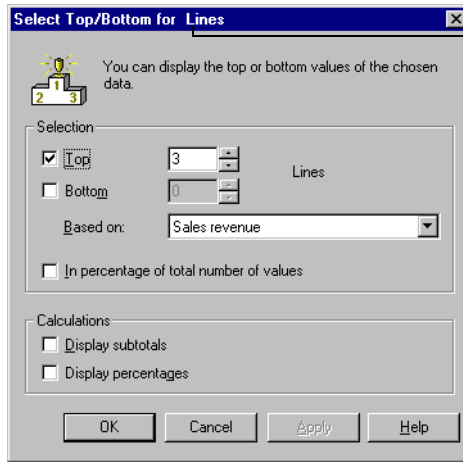 Select Top/Bottom for Lines
You can display the top or bottom values of the chosen
data.
1
2 3
Selection
Top 3 Lines
Bottom 0
Based on: Sales revenue
In percentage of total number of values
Calculations
Display subtotals
Display percentages
OK Cancel Apply Help